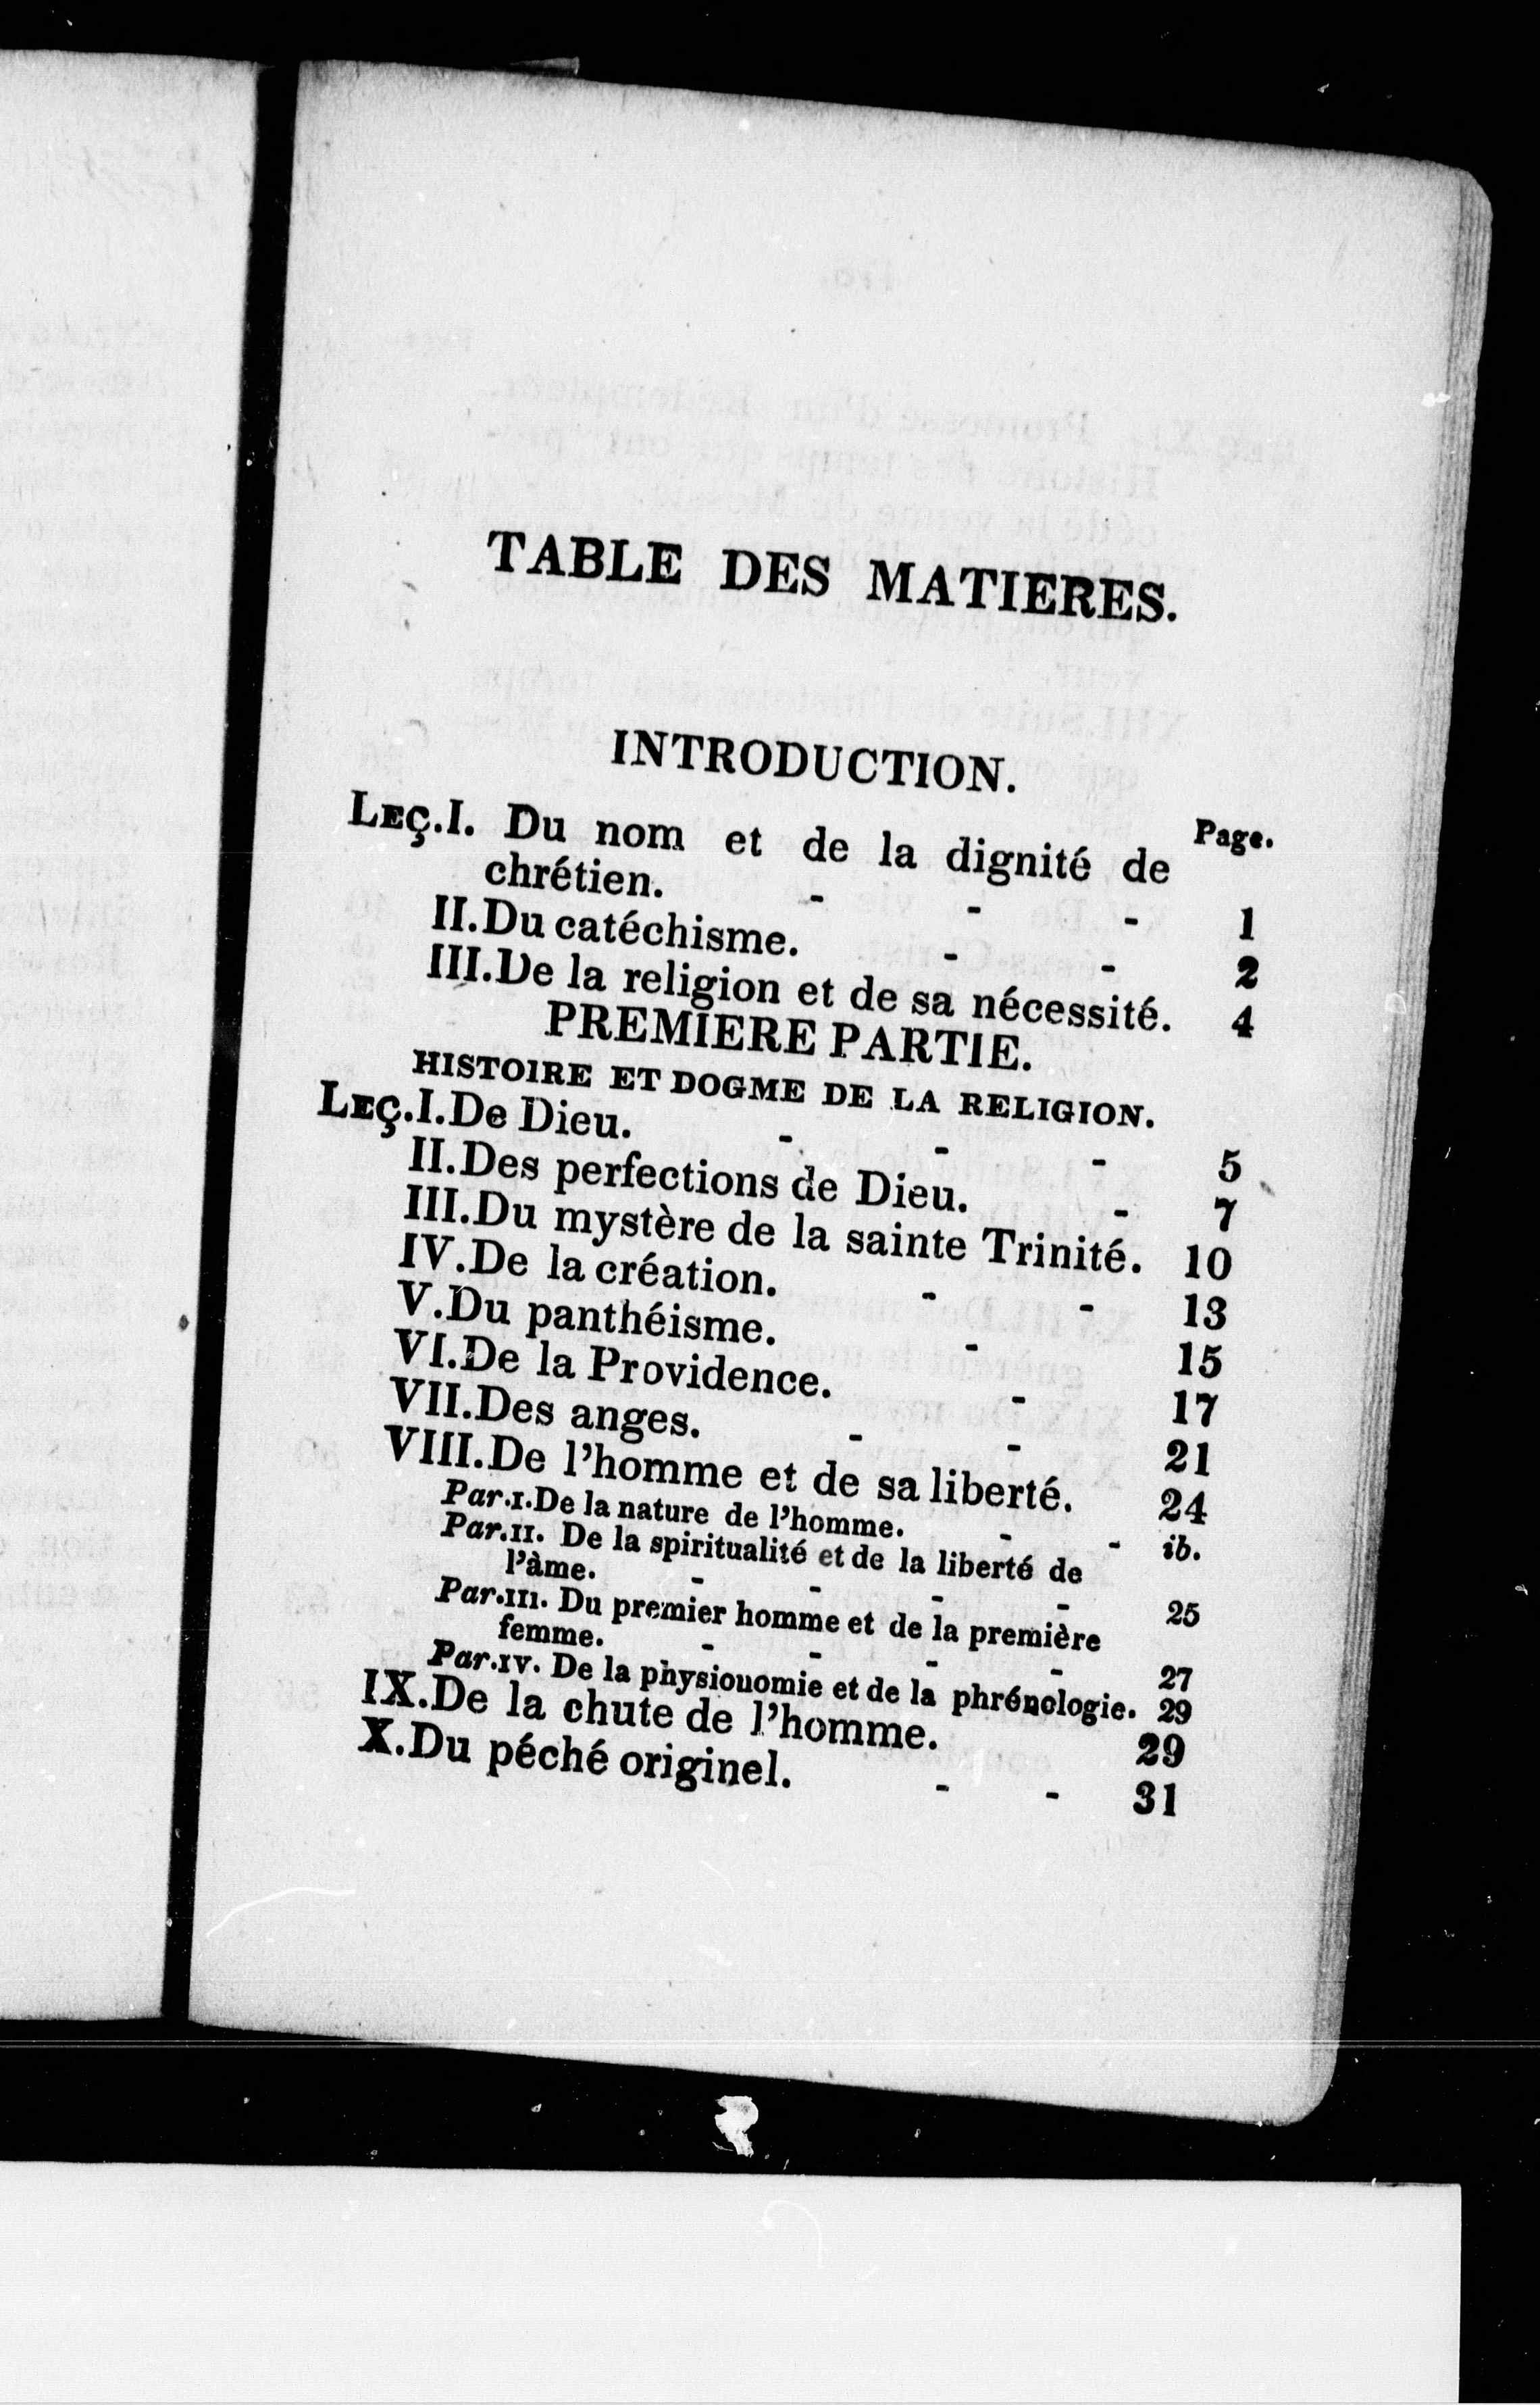 TABLE DES MATIERES.
INTRODUCTION.
Page.
LEÇ.I. Du nom et de la dignité de
chrétien. - - - 1
II.Du catéchisme. - - 2
III.De la religion et de sa nécessité. 4
PREMIERE PARTIE.
HISTOIRE ET DOGME DE LA RELIGION.
LEÇ.I.De Dieu. - - - 5
II.Des perfections de Dieu. - 7
III.Du mystère de la sainte Trinité. 10
IV.De la création. - - 13
V.Du panthéisme. - 15
VI.De la Providence. - 17
VII.Des anges. - - 21
VIII.De l'homme et de sa liberté. 24
Par.I.De la nature de l'homme. - - ib.
Par.II. De la spiritualité et de la liberté de
l'àme. - - - - 25
Par.III. Du premier homme et de la première
femme. - - - - 27
Par.IV. De la physiouomie et de la phrénologie. 29
IX.De la chute de l'homme. 29
X.Du péché originel. - - 31